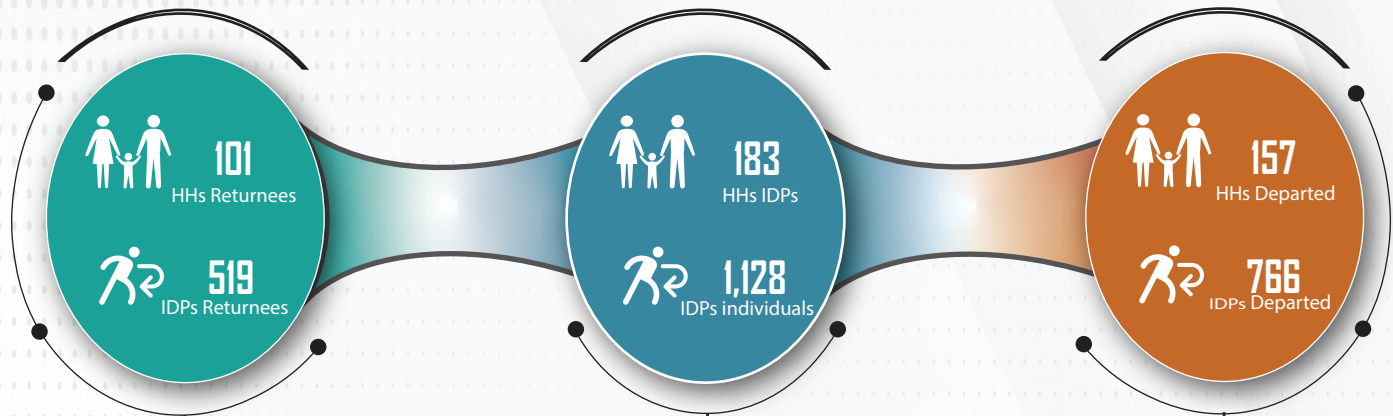 101
HHs Returnees
519
IDPs Returnees
183
HHs IDPs
1,128
IDPs individuals
157
HHs Departed
766
IDPs Departed